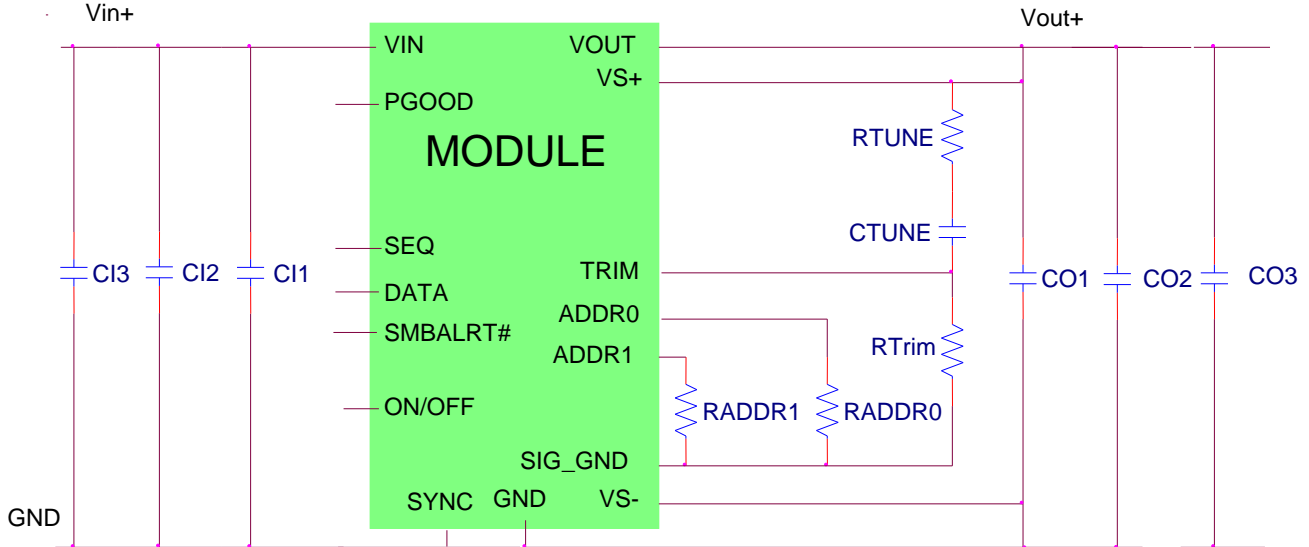 Vin+
Vout+
VIN
VOUT
VS+
PGOOD
MODULE
RTUNE
CTUNE
SEQ
TRIM
CI3
CI2
CI1
CO1
CO2
CO3
DATA
ADDR0
SMBALRT#
ADDR1
RTrim
ON/OFF
RADDR1
RADDR0
SIG_GND
SYNC
GND
VS-
GND